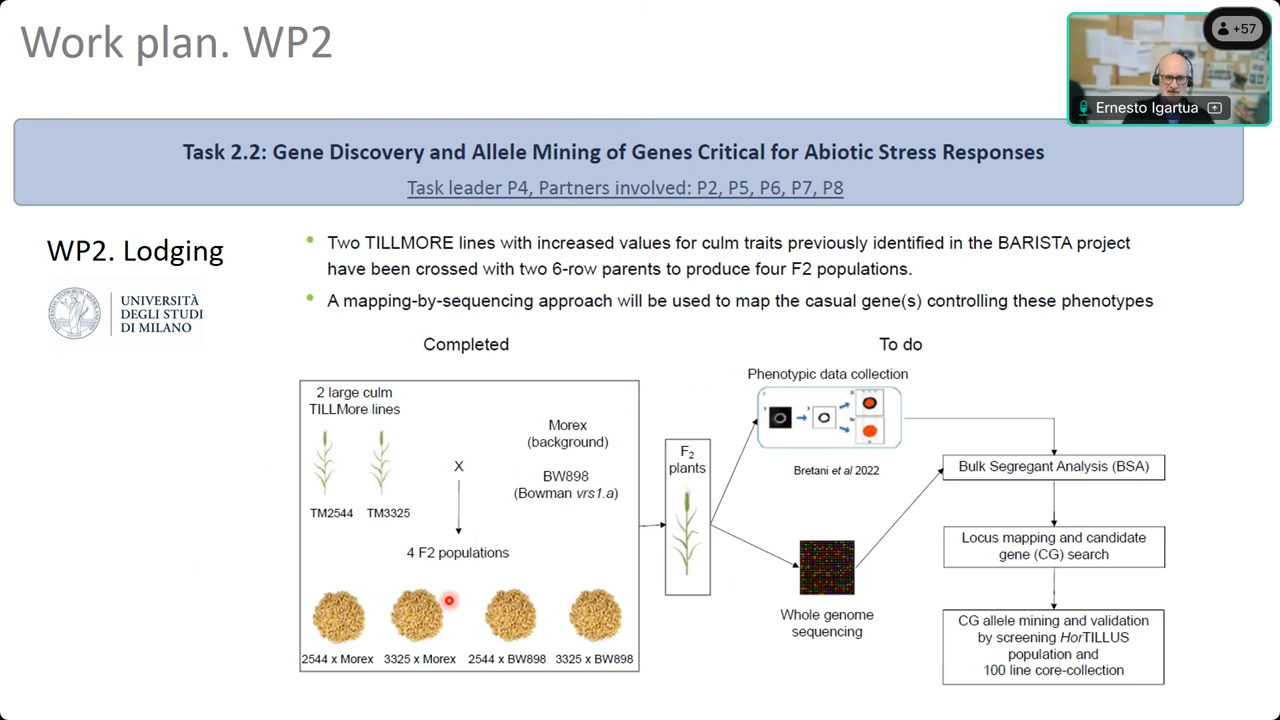 Work plan. WP2
+57
Ernesto Igartua
Task 2.2: Gene Discovery and Allele Mining of Genes Critical for Abiotic Stress Responses
Task leader P4, Partners involved: P2, P5, P6, P7, P8
WP2. Lodging
UNIVERSITÀ
DEGLI STUDI
DI MILANO
• Two TILLMORE lines with increased values for culm traits previously identified in the BARISTA project
have been crossed with two 6-row parents to produce four F2 populations.
• A mapping-by-sequencing approach will be used to map the casual gene(s) controlling these phenotypes
Completed
2 large culm
TILLMore lines
TM2544 TM3325
X
Morex
(background)
BW898
(Bowman vrs1.a)
4 F2 populations
2544 x Morex 3325 x Morex 2544 x BW898 3325 x BW898
F2
plants
To do
Phenotypic data collection
Bretani et al 2022
Whole genome
sequencing
Bulk Segregant Analysis (BSA)
Locus mapping and candidate
gene (CG) search
CG allele mining and validation
by screening HorTILLUS
population and
100 line core-collection